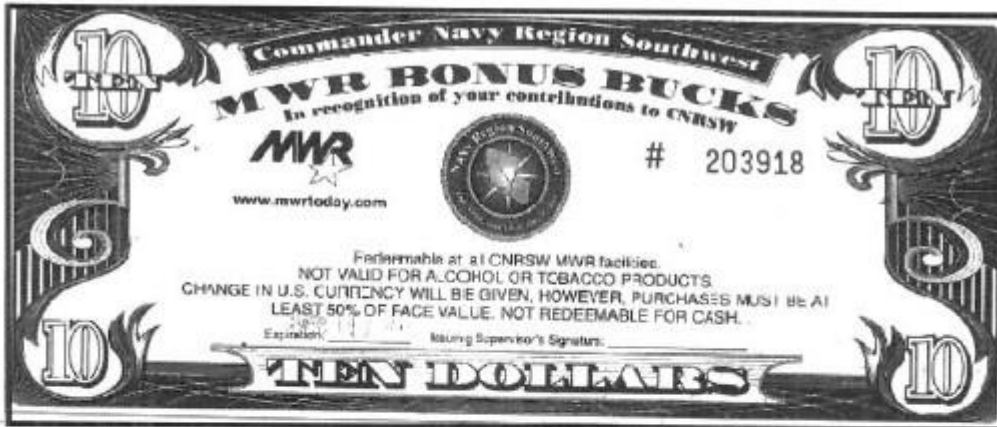 10 TEN
10 TEN
Commander Navy Region Southwest
MWR BONUS BUCKS
In recognition of your contributions to CNRSW
MWR
www.mwrtoday.com
Navy Region Southwest
# 203918
Redeemable at all CNRSW MWR facilities.
NOT VALID FOR ALCOHOL OR TOBACCO PRODUCTS.
CHANGE IN U.S. CURRENCY WILL BE GIVEN, HOWEVER, PURCHASES MUST BE AT
LEAST 50% OF FACE VALUE. NOT REDEEMABLE FOR CASH.
Expiration: Issuing Supervisor's Signature:
10
TEN DOLLARS
10